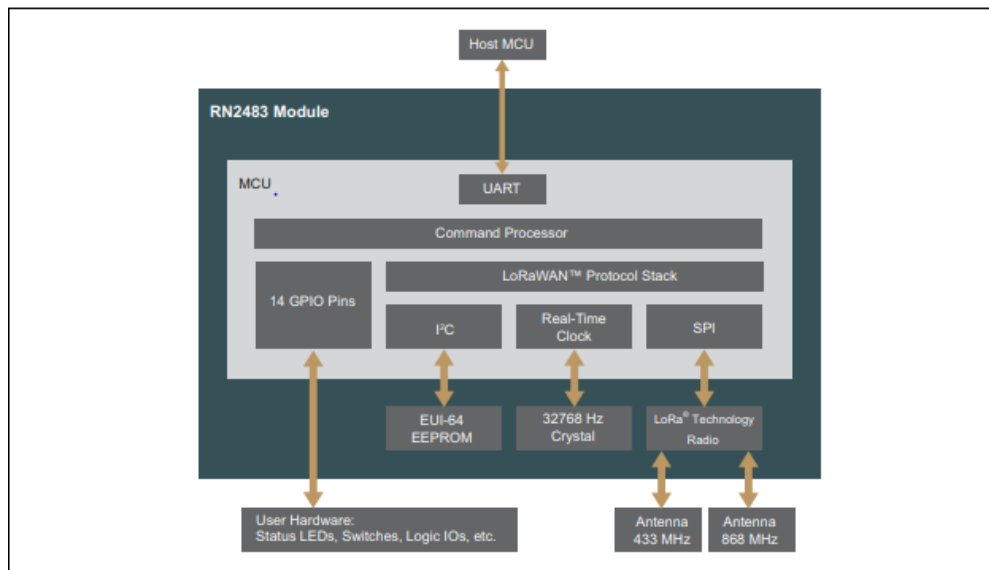 Host MCU
RN2483 Module
MCU
UART
Command Processor
LoRaWAN™ Protocol Stack
14 GPIO Pins
I²C
Real-Time
Clock
SPI
EUI-64
EEPROM
32768 Hz
Crystal
LoRa® Technology
Radio
User Hardware:
Status LEDs, Switches, Logic IOs, etc.
Antenna
433 MHz
Antenna
868 MHz